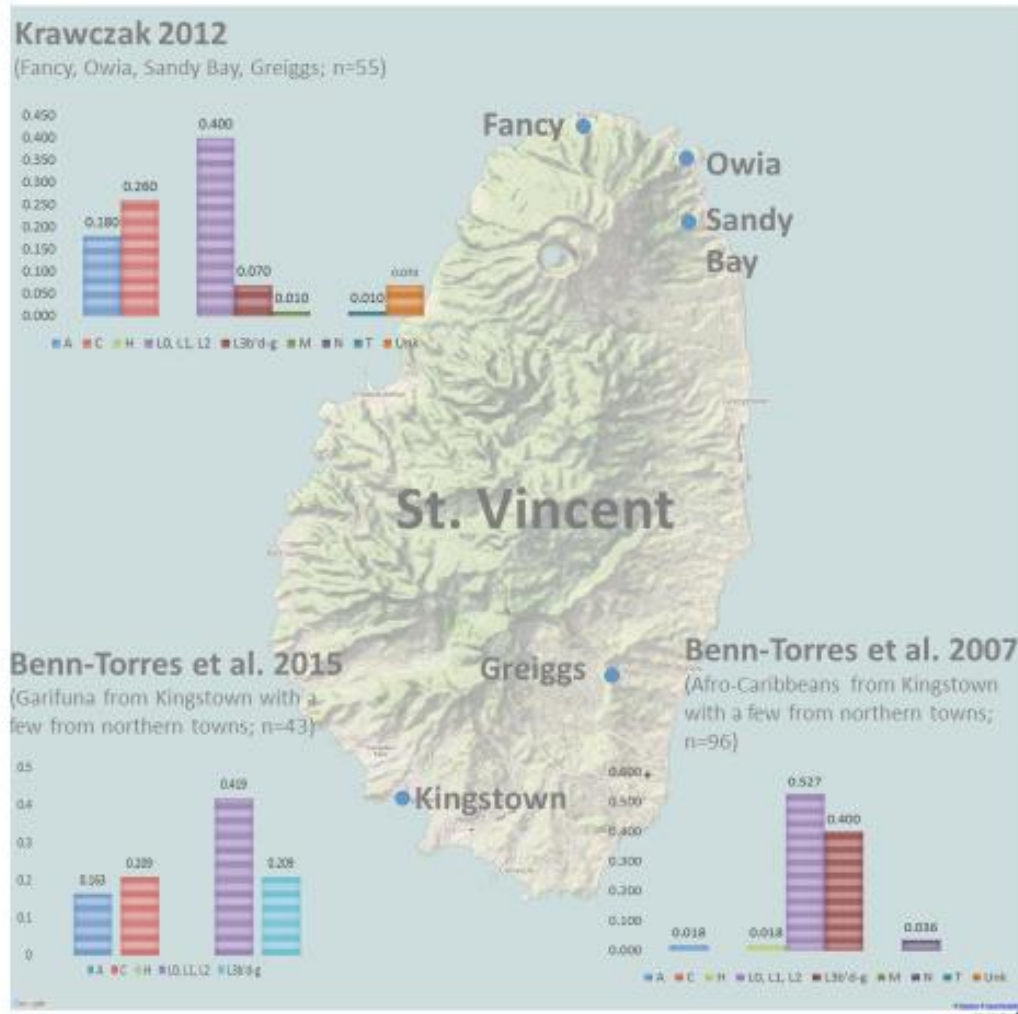 Krawczak 2012
(Fancy, Owia, Sandy Bay, Greiggs; n=55)
0.450
0.400
0.350
0.300
0.250
0.200
0.150
0.100
0.050
0.000
0.180
0.260
0.400
0.070
0.010
0.010
A C H L0, L1, L2 L3b'd-g M N T Unk
Fancy
Owia
Sandy
Bay
St. Vincent
Greiggs
Kingstown
Benn-Torres et al. 2015
(Garifuna from Kingstown with a
few from northern towns; n=43)
0.5
0.4
0.3
0.2
0.1
0
0.163
0.209
0.419
0.209
A C H L0, L1, L2 L3b'd-g
Benn-Torres et al. 2007
(Afro-Caribbeans from Kingstown
with a few from northern towns;
n=96)
0.600
0.500
0.400
0.300
0.200
0.100
0.000
0.018
0.018
0.527
0.400
0.036
A C H L0, L1, L2 L3b'd-g M N T Unk